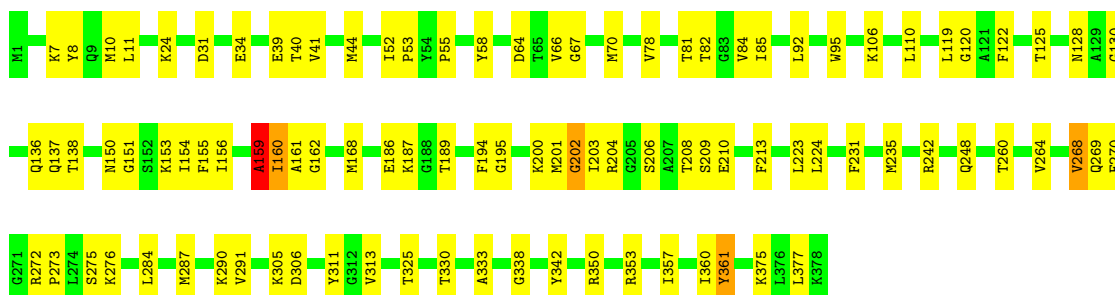 M1 K7 Y8 Q9 M10 L11 K24 D31 E34 E39 T40 V41 M44 I52 P53 Y54 P55 Y58 D64 T65 V66 G67 M70 V78 T81 T82 G83 V84 I85 L92 W95 K106 L110 L119 G120 A121 F122 T125 N128 A129 G130
Q136 Q137 T138 N150 G151 S152 K153 I154 F155 I156 A159 I160 A161 G162 M168 E186 K187 G188 T189 F194 G195 K200 M201 G202 I203 R204 G205 S206 A207 T208 S209 E210 F213 L223 L224 F231 M235 R242 Q248 T260 V264 V268 Q269
G271 R272 P273 L274 S275 K276 L284 M287 K290 V291 K305 D306 Y311 G312 V313 T325 T330 A333 G338 Y342 R350 R353 I357 I360 Y361 K375 L376 L377 K378